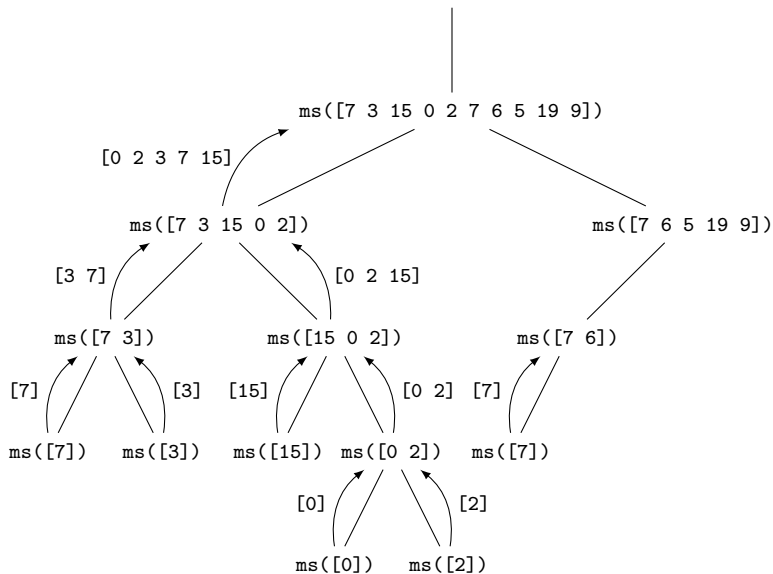 ms([7 3 15 0 2 7 6 5 19 9])
[0 2 3 7 15]
ms([7 3 15 0 2])
ms([7 6 5 19 9])
[3 7]
[0 2 15]
ms([7 3])
ms([15 0 2])
ms([7 6])
[7]
[3]
[15]
[0 2]
[7]
ms([7])
ms([3])
ms([15])
ms([0 2])
ms([7])
[0]
[2]
ms([0])
ms([2])